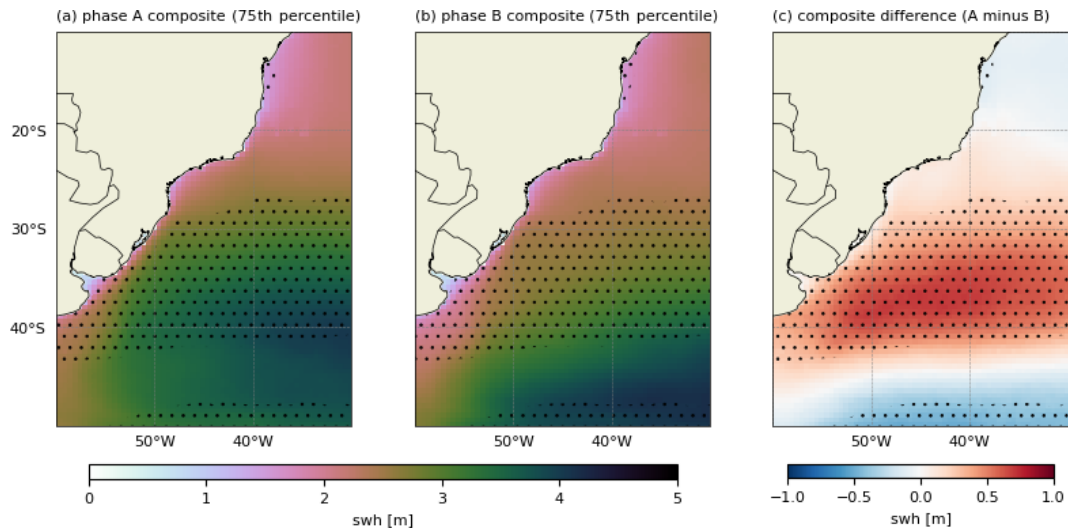 (a) phase A composite (75th percentile) (b) phase B composite (75th percentile) (c) composite difference (A minus B)
20°S
30°S
40°S
50°W 40°W 50°W 40°W 50°W 40°W
0 1 2 3 4 5 −1.0 −0.5 0.0 0.5 1.0
swh [m] swh [m]